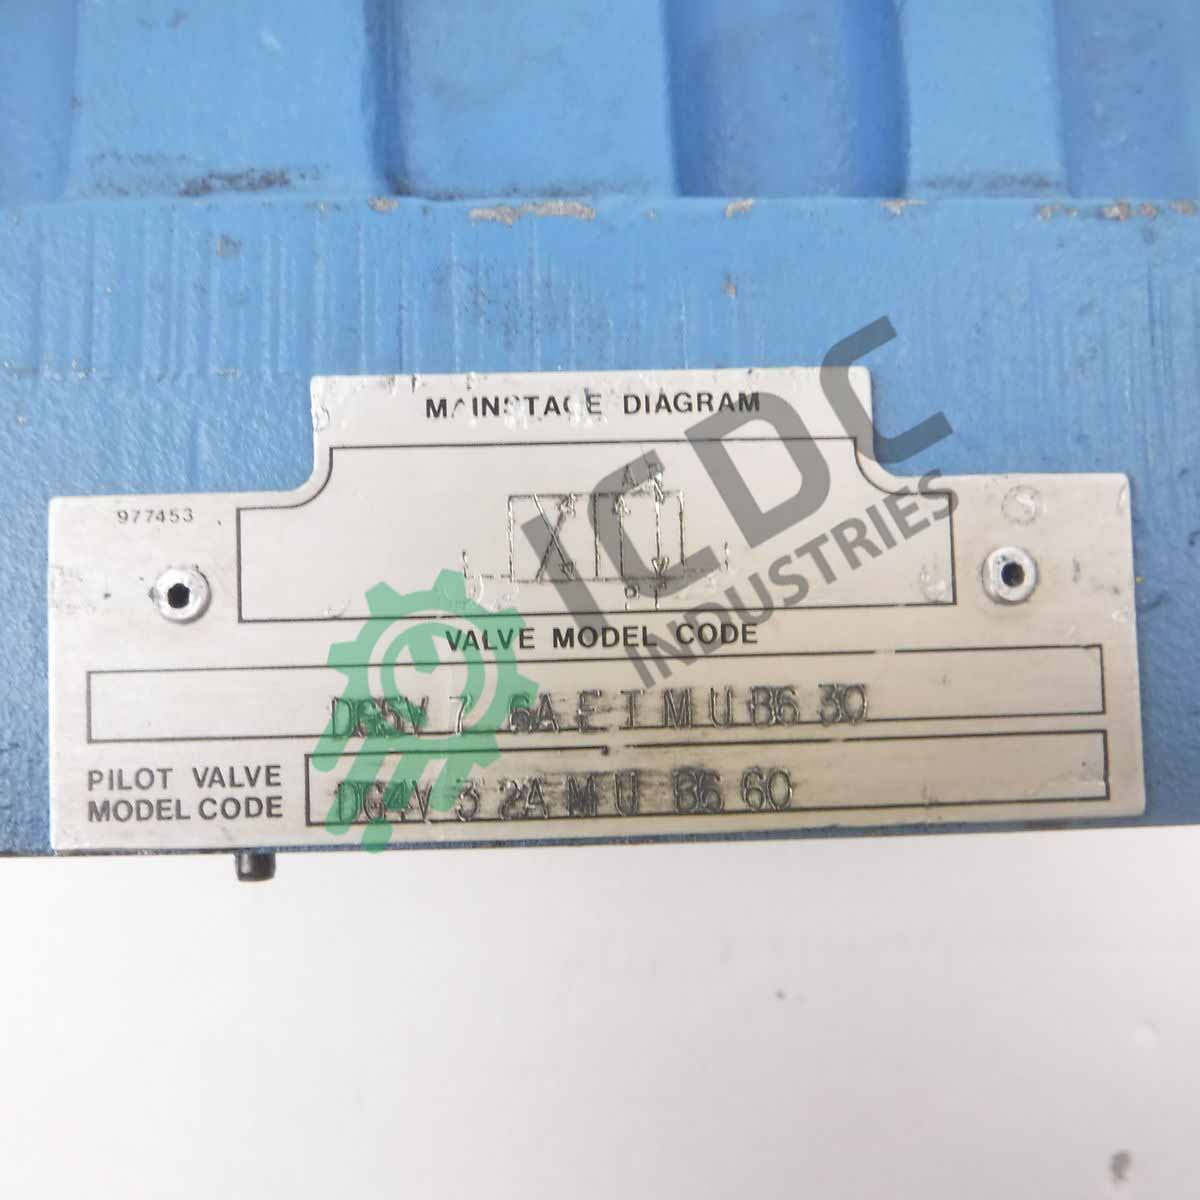 MAINSTAGE DIAGRAM
A B
977453
P
VALVE MODEL CODE
DG5V 7 6A E T M U B6 30
PILOT VALVE
MODEL CODE
DG4V 3 2A M U B6 60
ICDC
INDUSTRIES